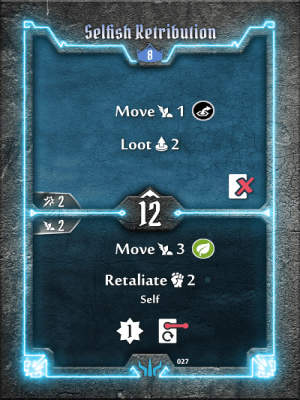 Selfish Retribution
8
Move 1
Loot 2
2
12
2
Move 3
Retaliate 2
Self
1
027